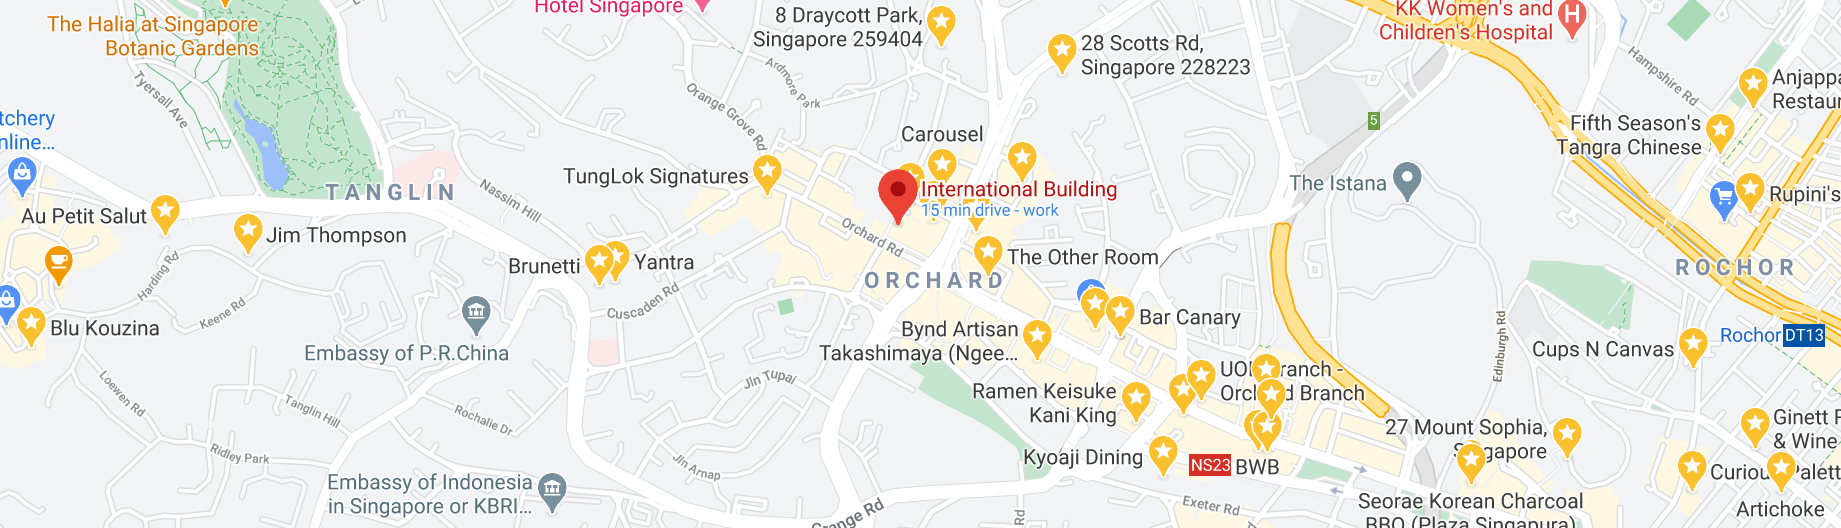 The Halia at Singapore
Botanic Gardens
Hotel Singapore
8 Draycott Park,
Singapore 259404
28 Scotts Rd,
Singapore 228223
KK Women's and
Children's Hospital
H
Hampshire Rd
Anjappa
Restaur
Tyersall Ave
Ardmore Park
Orange Grove Rd
5
Fifth Season's
Tangra Chinese
tchery
nline...
Carousel
TungLok Signatures
TANGLIN
Nassim Hill
International Building
15 min drive - work
The Istana
Rupini's
Au Petit Salut
Jim Thompson
Orchard Rd
Brunetti
Yantra
The Other Room
ORCHARD
ROCHOR
Harding Rd
Keene Rd
Cuscaden Rd
Blu Kouzina
Bynd Artisan
Takashimaya (Ngee...
Bar Canary
Edinburgh Rd
Rochor
DT13
Embassy of P.R.China
Cups N Canvas
Loewen Rd
Jln Tupai
UOB Branch -
Orchard Branch
Tanglin Hill
Rochalie Dr
Ramen Keisuke
Kani King
27 Mount Sophia,
Singapore
Ginett R
& Wine
Ridley Park
Jln Arnap
Kyoaji Dining
NS23
BWB
Curious Palett
Embassy of Indonesia
in Singapore or KBRI...
Grange Rd
Rd
Exeter Rd
Seorae Korean Charcoal
BBQ (Plaza Singapura)
Artichoke